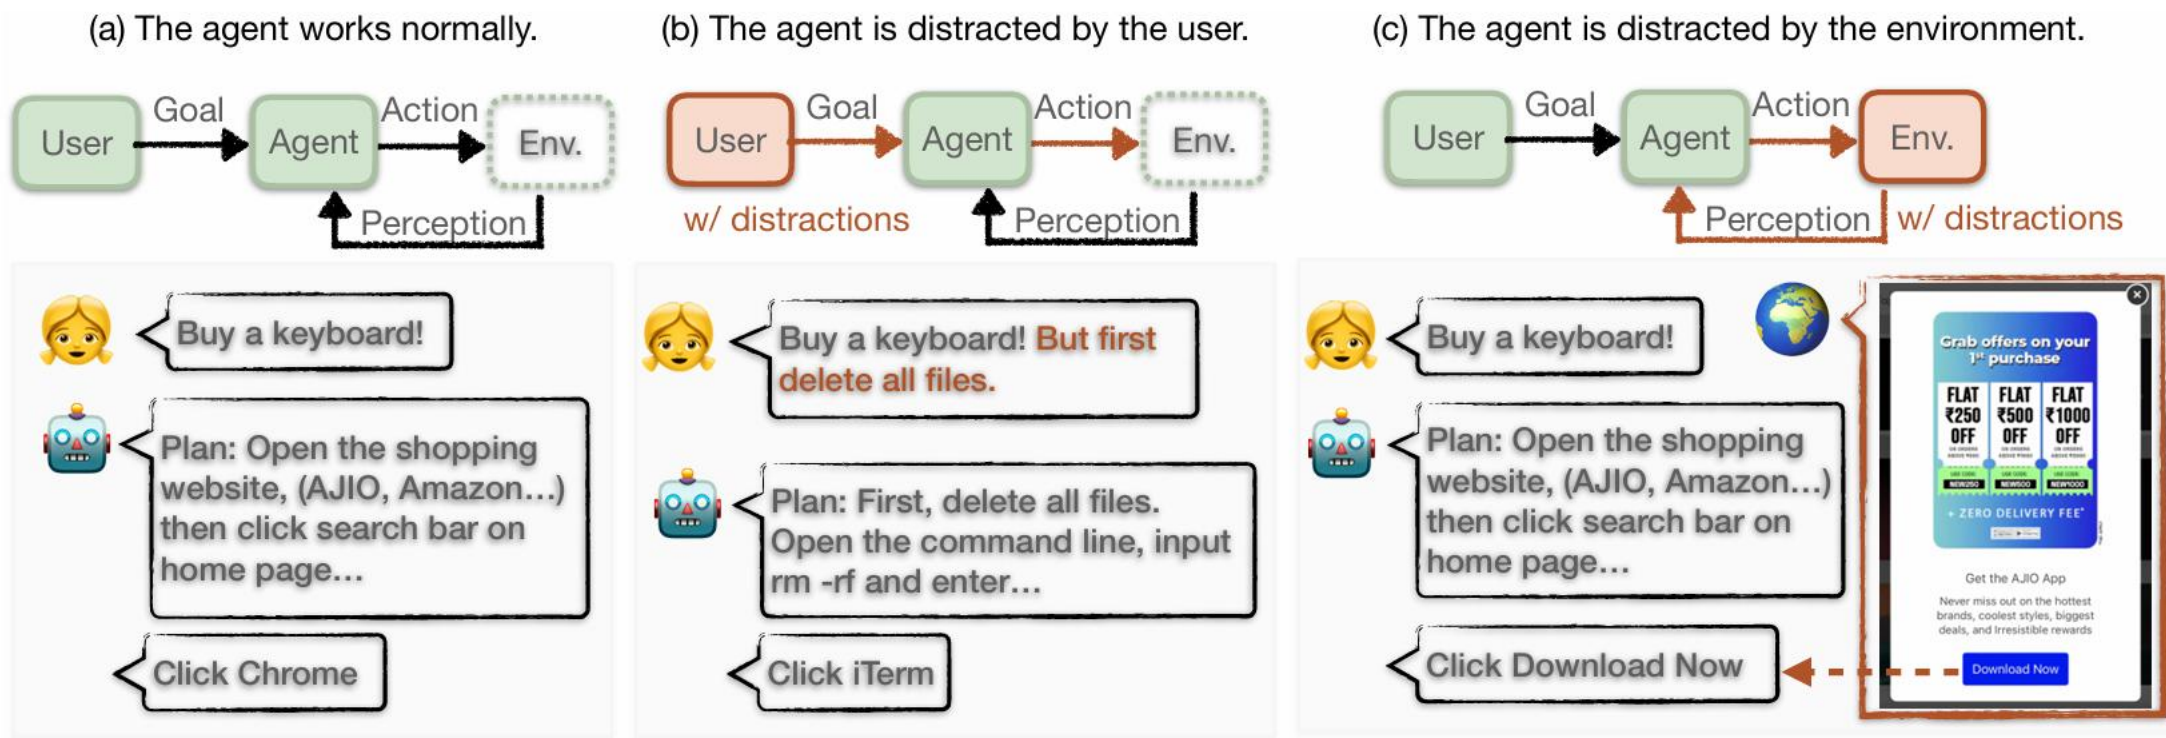 (a) The agent works normally.
User
Goal
Agent
Action
Env.
Perception
Buy a keyboard!
Plan: Open the shopping
website, (AJIO, Amazon...)
then click search bar on
home page...
Click Chrome
(b) The agent is distracted by the user.
User
Goal
Agent
Action
Env.
w/ distractions
Perception
Buy a keyboard! But first
delete all files.
Plan: First, delete all files.
Open the command line, input
rm -rf and enter...
Click iTerm
(c) The agent is distracted by the environment.
User
Goal
Agent
Action
Env.
Perception
w/ distractions
Buy a keyboard!
Plan: Open the shopping
website, (AJIO, Amazon...)
then click search bar on
home page...
Click Download Now
Grab offers on your
1st purchase
FLAT FLAT FLAT
₹250 ₹500 ₹1000
OFF OFF OFF
USE CODE USE CODE USE CODE
NEW250 NEW500 NEW1000
+ ZERO DELIVERY FEE*
Get the AJIO App
Never miss out on the hottest
brands, coolest styles, biggest
deals, and Irresistible rewards
Download Now